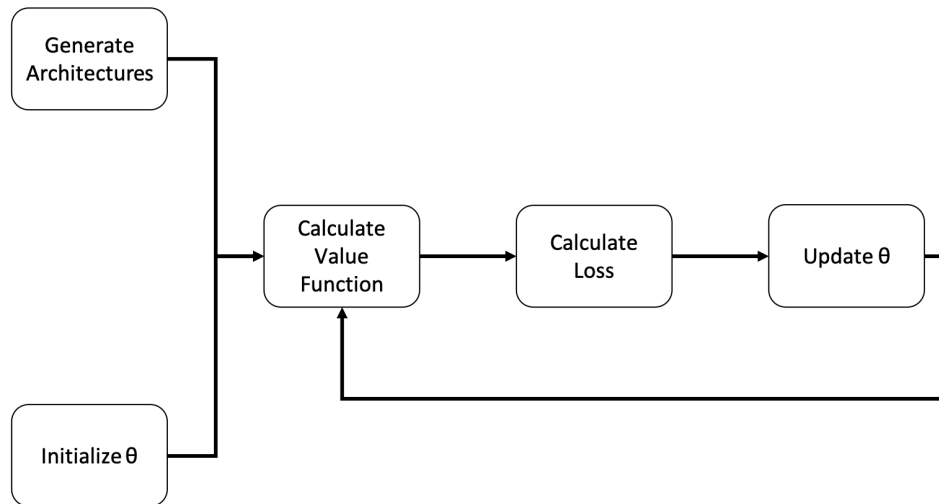 Generate
Architectures
Calculate
Value
Function
Calculate
Loss
Update θ
Initialize θ